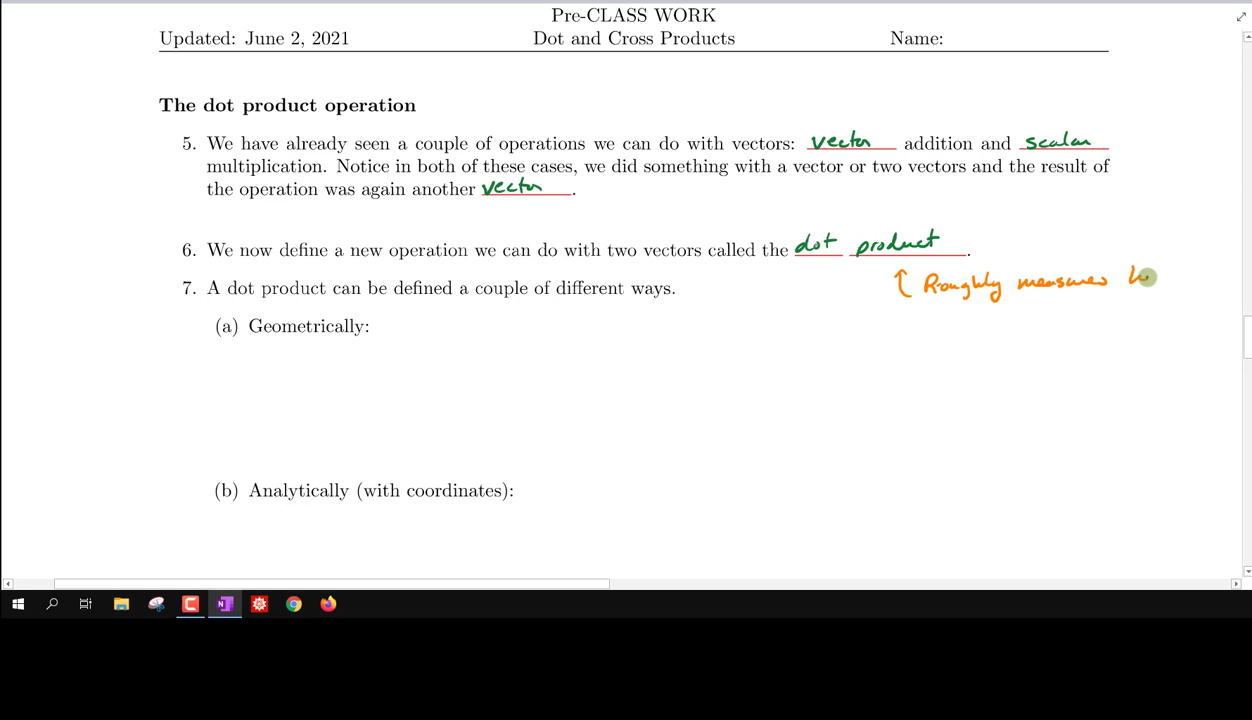 Pre-CLASS WORK
Updated: June 2, 2021 Dot and Cross Products Name:
The dot product operation
5. We have already seen a couple of operations we can do with vectors: vector addition and scalar
multiplication. Notice in both of these cases, we did something with a vector or two vectors and the result of
the operation was again another vector.
6. We now define a new operation we can do with two vectors called the dot product.
↑ Roughly measures
7. A dot product can be defined a couple of different ways.
(a) Geometrically:
(b) Analytically (with coordinates):